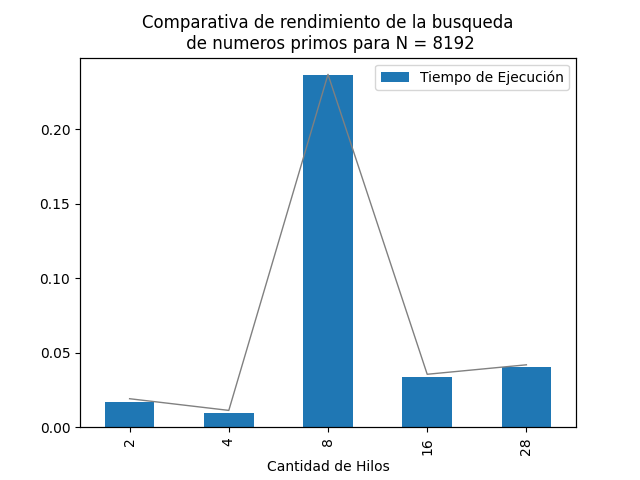 Comparativa de rendimiento de la busqueda
de numeros primos para N = 8192
Tiempo de Ejecución
0.20
0.15
0.10
0.05
0.00
2
4
8
16
28
Cantidad de Hilos